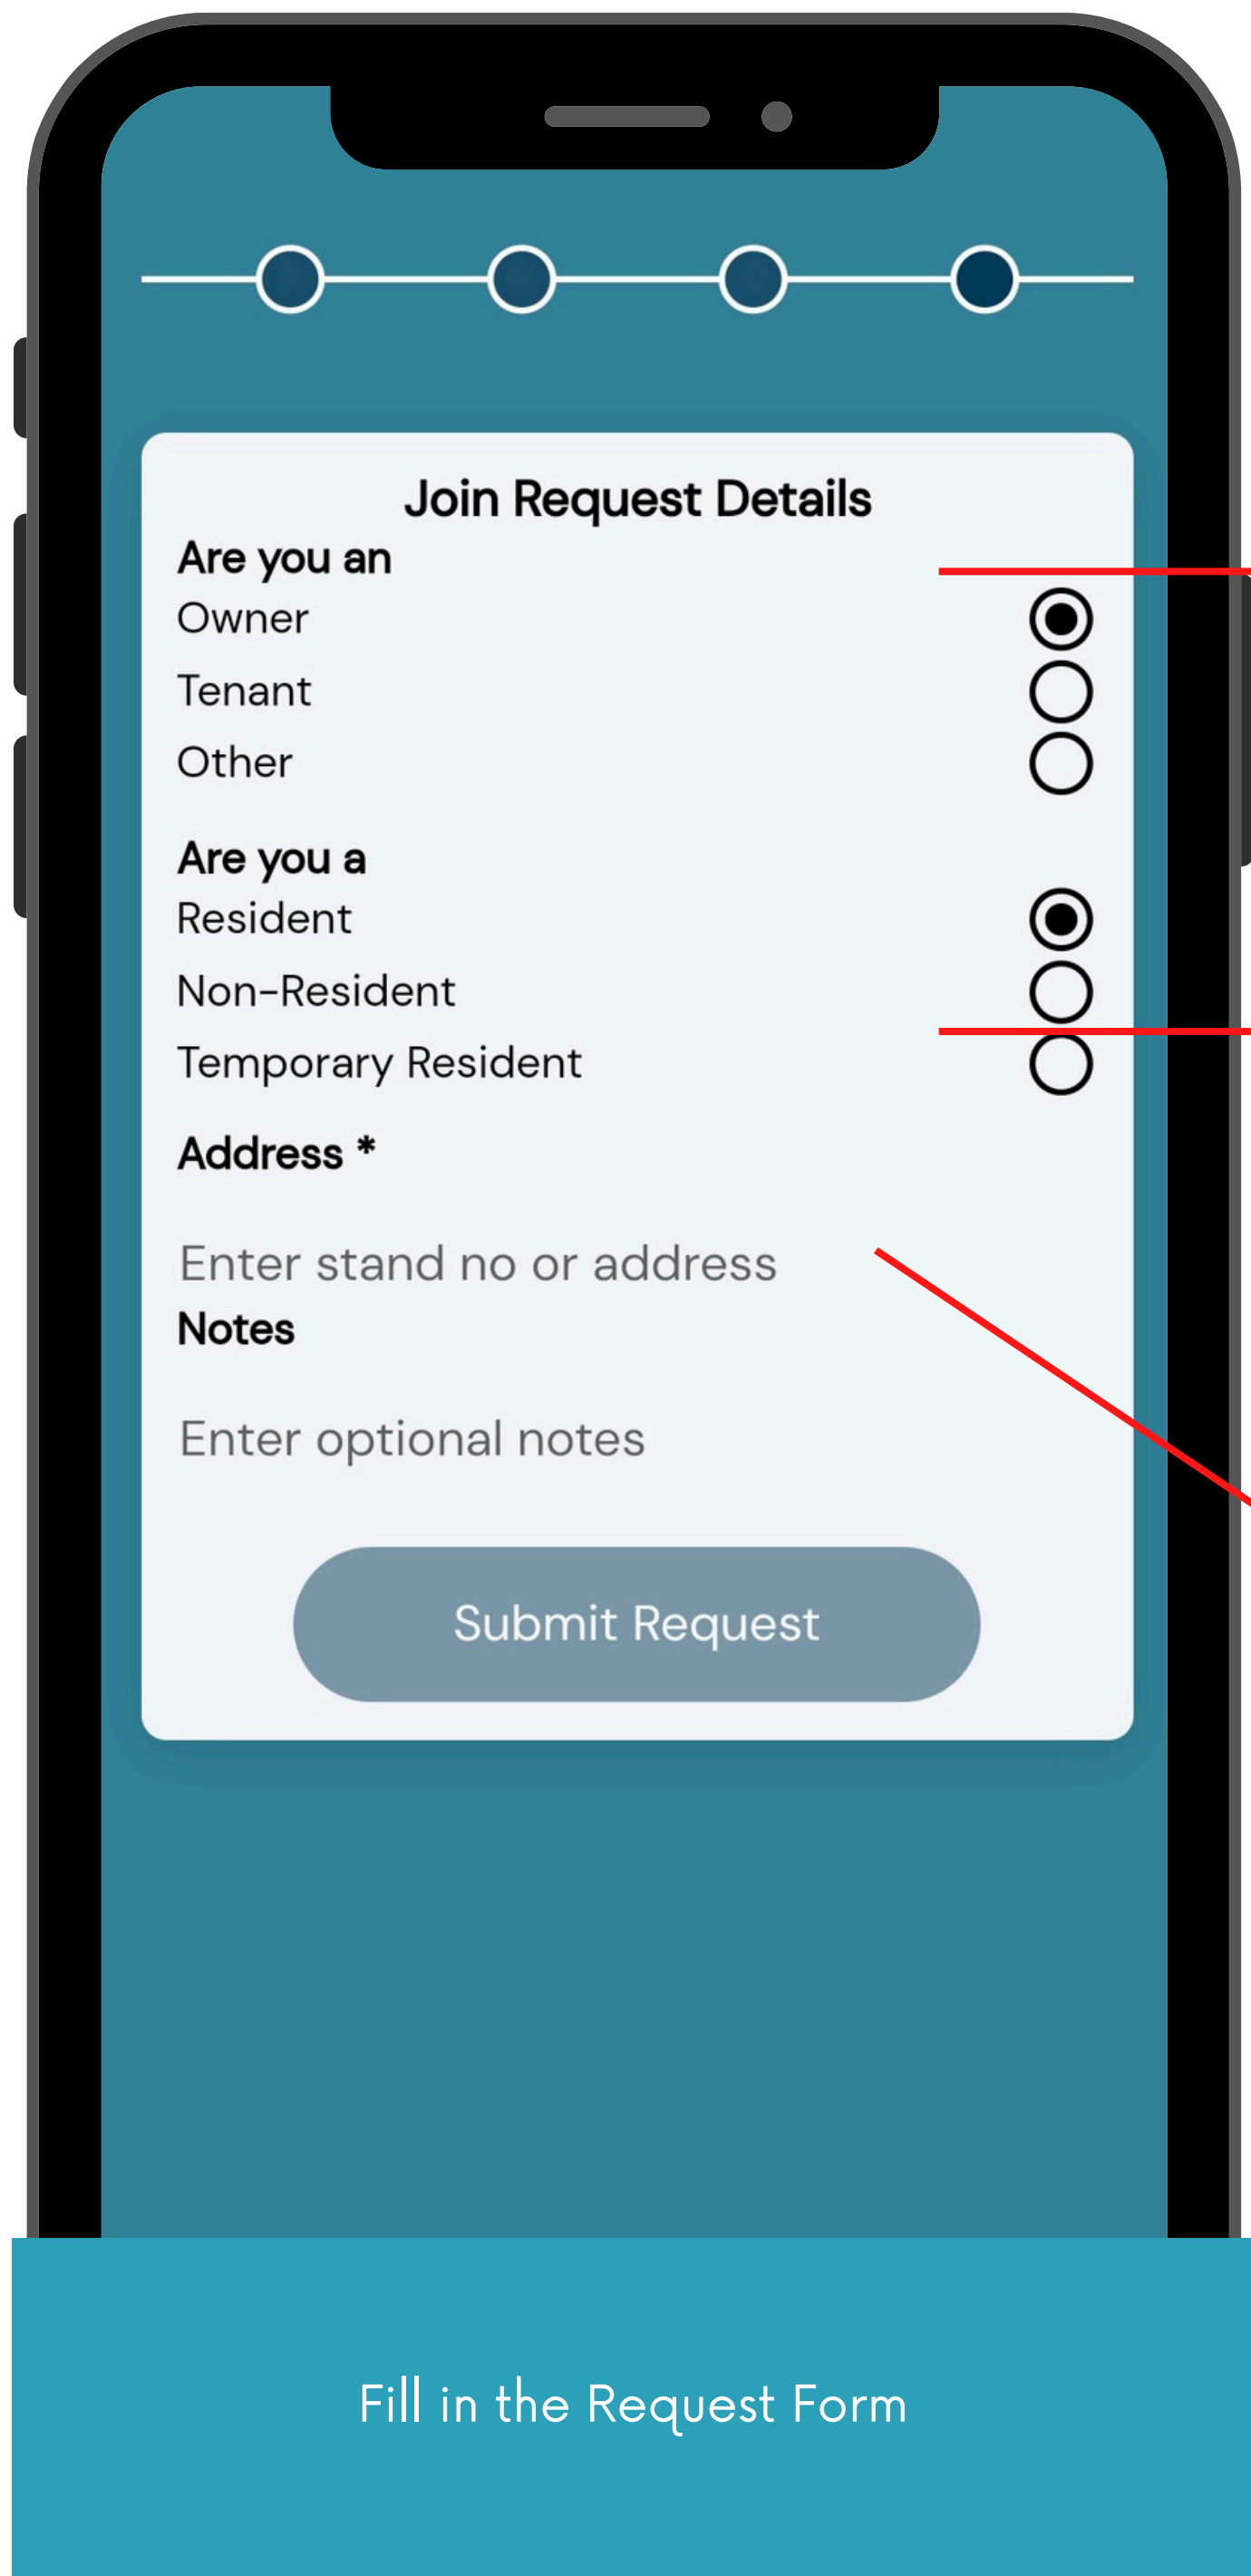 Join Request Details
Are you an
Owner
Tenant
Other
Are you a
Resident
Non-Resident
Temporary Resident
Address *
Enter stand no or address
Notes
Enter optional notes
Submit Request
Fill in the Request Form